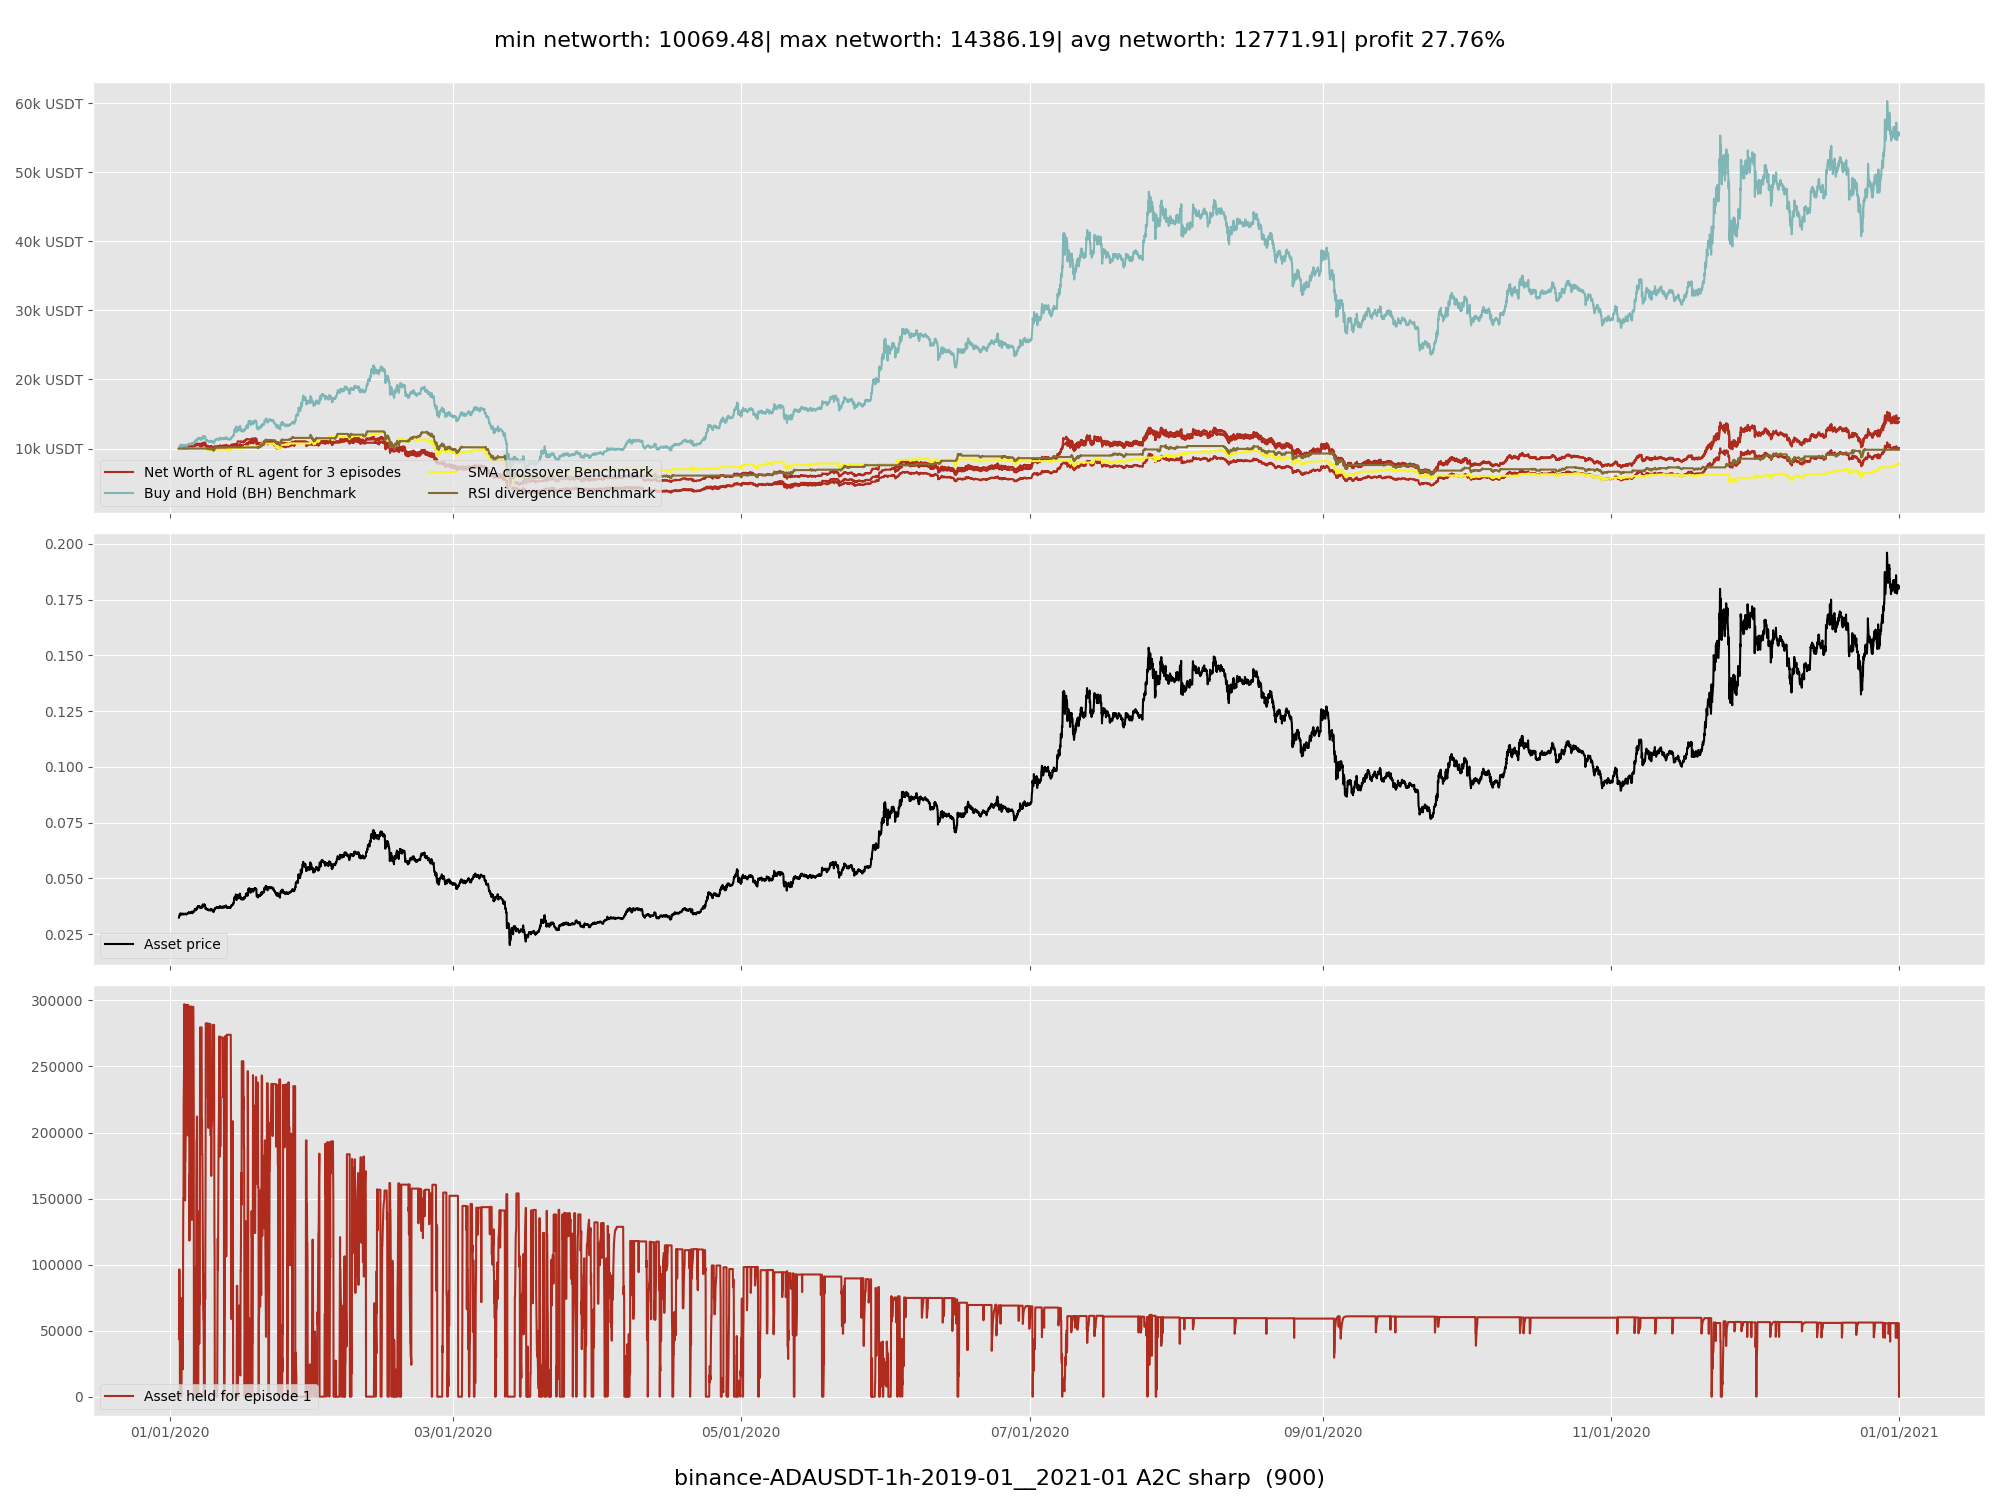 min networth: 10069.48| max networth: 14386.19| avg networth: 12771.91| profit 27.76%
60k USDT
50k USDT
40k USDT
30k USDT
20k USDT
10k USDT
Net Worth of RL agent for 3 episodes
Buy and Hold (BH) Benchmark
SMA crossover Benchmark
RSI divergence Benchmark
0.200
0.175
0.150
0.125
0.100
0.075
0.050
0.025
Asset price
300000
250000
200000
150000
100000
50000
0
Asset held for episode 1
01/01/2020
03/01/2020
05/01/2020
07/01/2020
09/01/2020
11/01/2020
01/01/2021
binance-ADAUSDT-1h-2019-01__2021-01 A2C sharp  (900)